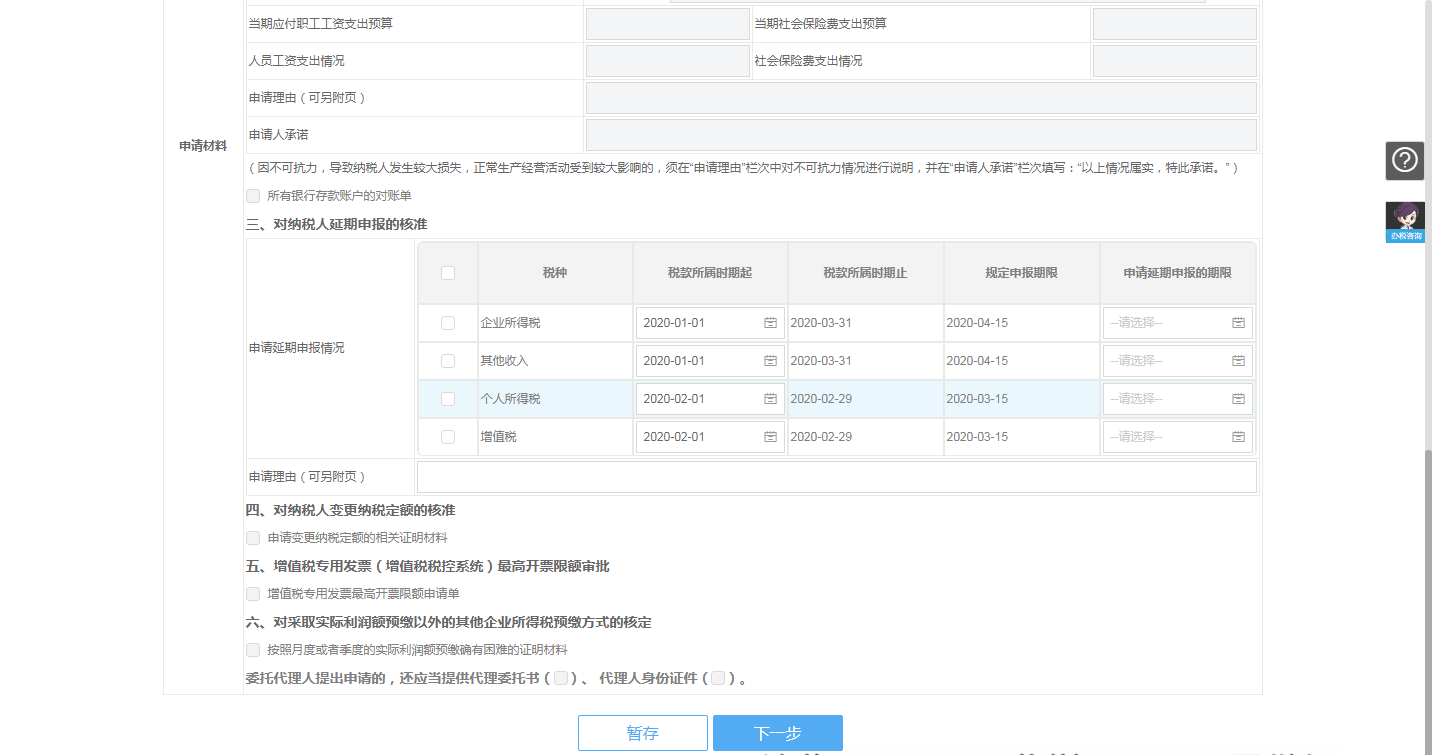 当期应付职工工资支出预算 当期社会保险费支出预算
人员工资支出情况 社会保险费支出情况
申请理由（可另附页）
申请人承诺
申请材料
（因不可抗力，导致纳税人发生较大损失，正常生产经营活动受到较大影响的，须在“申请理由”栏次中对不可抗力情况进行说明，并在“申请人承诺”栏次填写：“以上情况属实，特此承诺。”）
所有银行存款账户的对账单
三、对纳税人延期申报的核准
税种 税款所属时期起 税款所属时期止 规定申报期限 申请延期申报的期限
企业所得税 2020-01-01 2020-03-31 2020-04-15 --请选择--
申请延期申报情况
其他收入 2020-01-01 2020-03-31 2020-04-15 --请选择--
个人所得税 2020-02-01 2020-02-29 2020-03-15 --请选择--
增值税 2020-02-01 2020-02-29 2020-03-15 --请选择--
申请理由（可另附页）
四、对纳税人变更纳税定额的核准
申请变更纳税定额的相关证明材料
五、增值税专用发票（增值税税控系统）最高开票限额审批
增值税专用发票最高开票限额申请单
六、对采取实际利润额预缴以外的其他企业所得税预缴方式的核定
按照月度或者季度的实际利润额预缴确有困难的证明材料
委托代理人提出申请的，还应当提供代理委托书（ ）、 代理人身份证件（ ）。
暂存 下一步
办税咨询